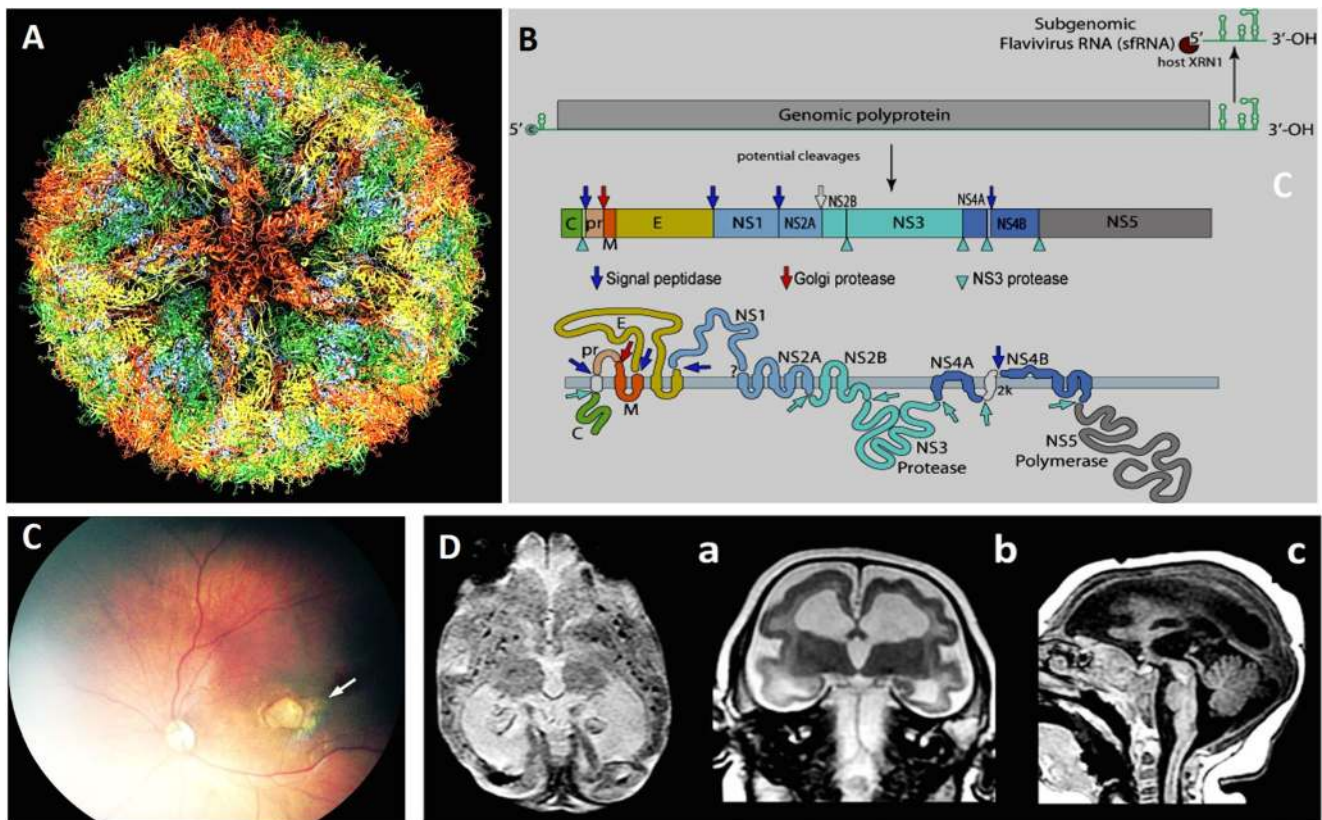 A
B
Subgenomic
Flavivirus RNA (sfRNA)
5'
3'-OH
host XRN1
Genomic polyprotein
5'
C
3'-OH
potential cleavages
C
C
pr
M
E
NS1
NS2A
NS2B
NS3
NS4A
NS4B
NS5
Signal peptidase
Golgi protease
NS3 protease
pr
E
NS1
M
C
?
NS2A
NS2B
NS3
Protease
NS4A
2k
NS4B
NS5
Polymerase
C
D
a
b
c